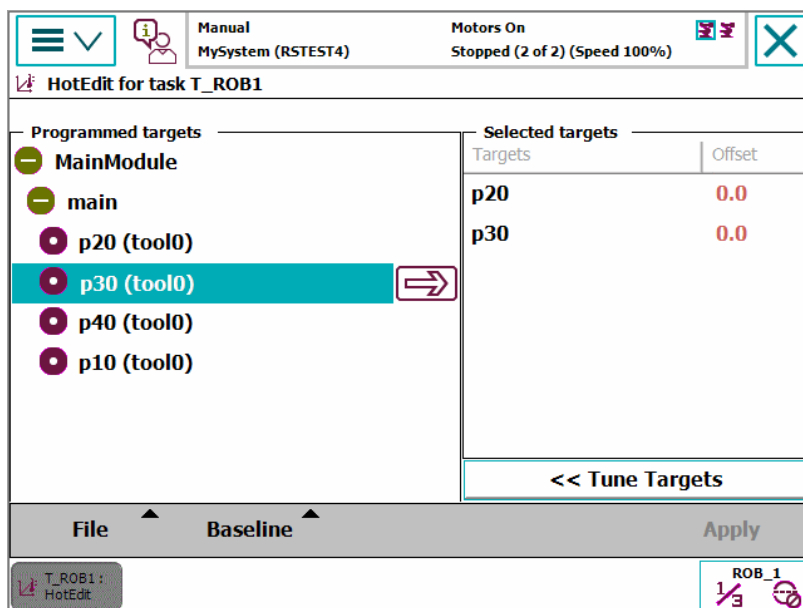 Manual
MySystem (RSTEST4)
Motors On
Stopped (2 of 2) (Speed 100%)
HotEdit for task T_ROB1
Programmed targets
MainModule
main
p20 (tool0)
p30 (tool0)
p40 (tool0)
p10 (tool0)
Selected targets
Targets Offset
p20 0.0
p30 0.0
<< Tune Targets
File Baseline Apply
T_ROB1:
HotEdit
ROB_1
1/3